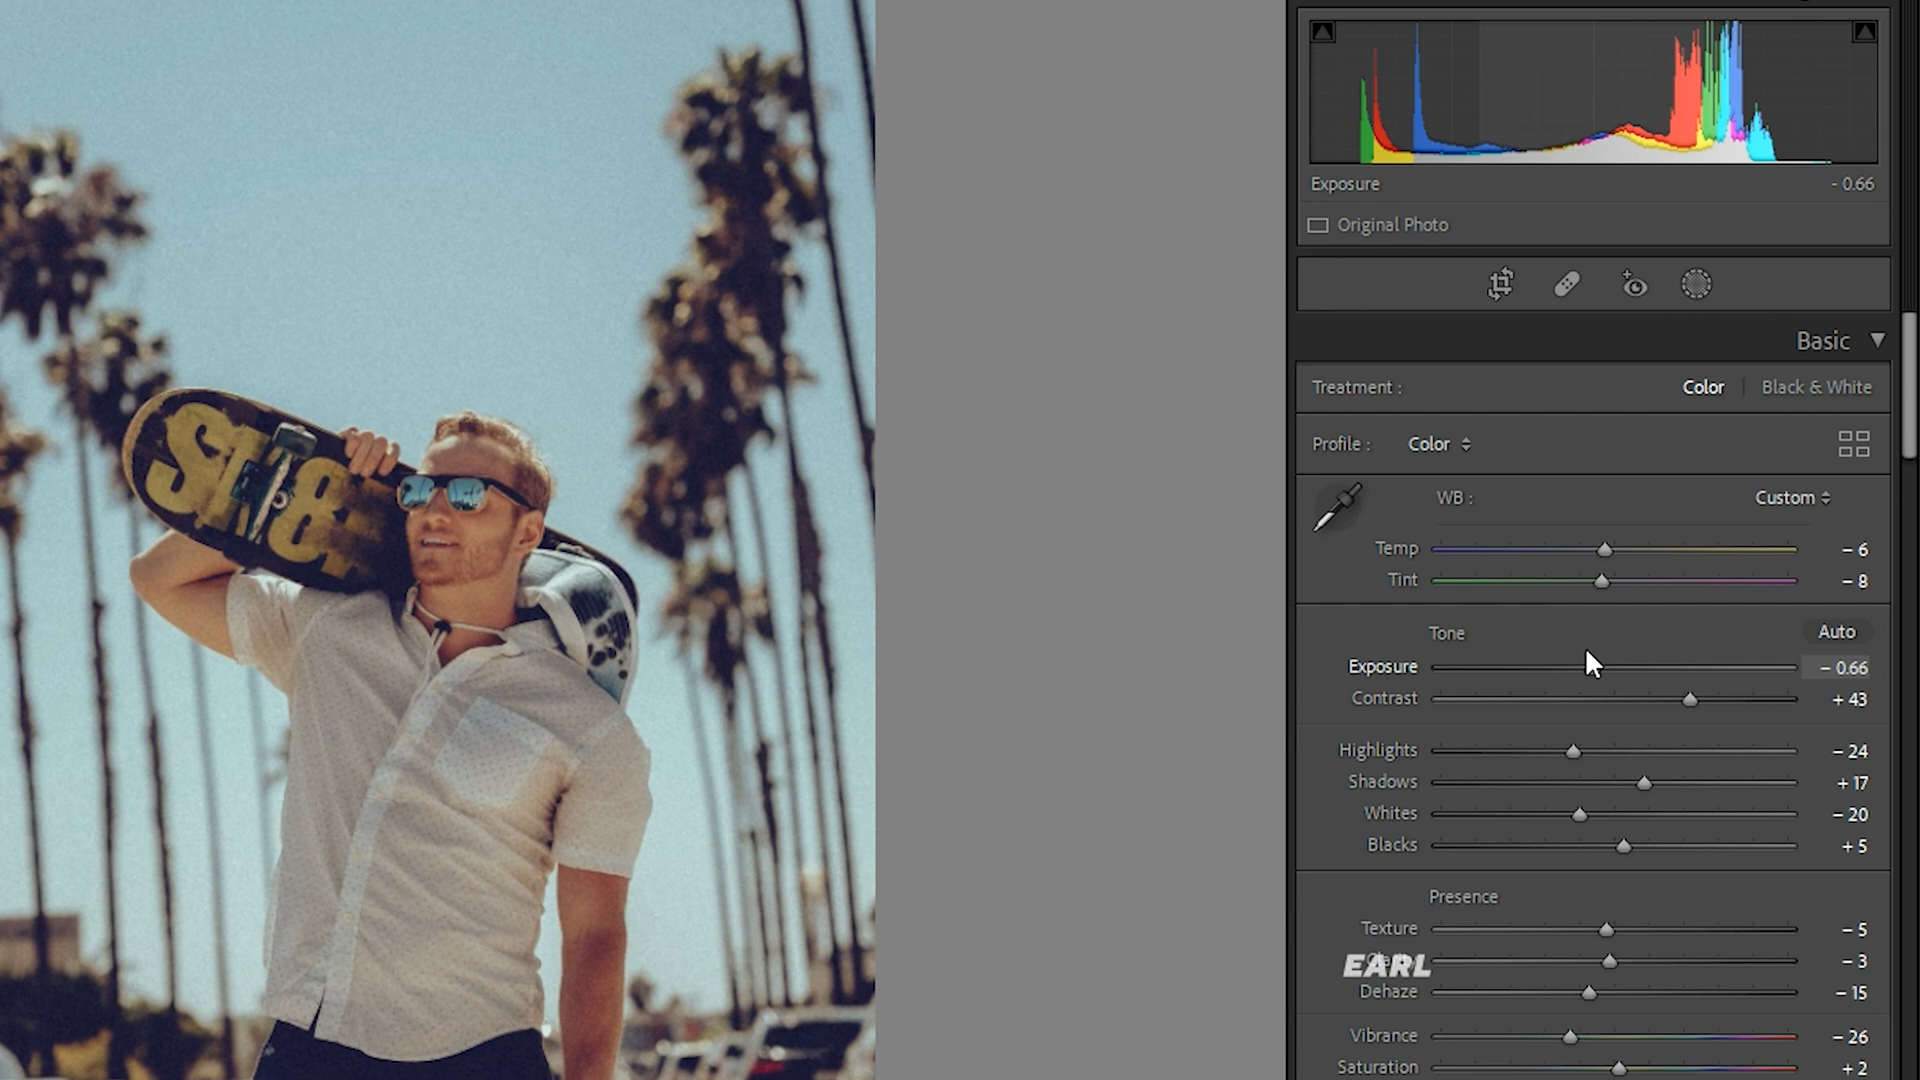 SK8
Exposure - 0.66
Original Photo
Basic
Treatment : Color Black & White
Profile : Color
WB : Custom
Temp - 6
Tint - 8
Tone Auto
Exposure - 0.66
Contrast + 43
Highlights - 24
Shadows + 17
Whites - 20
Blacks + 5
Presence
Texture - 5
- 3
EARL
Dehaze - 15
Vibrance - 26
Saturation + 2